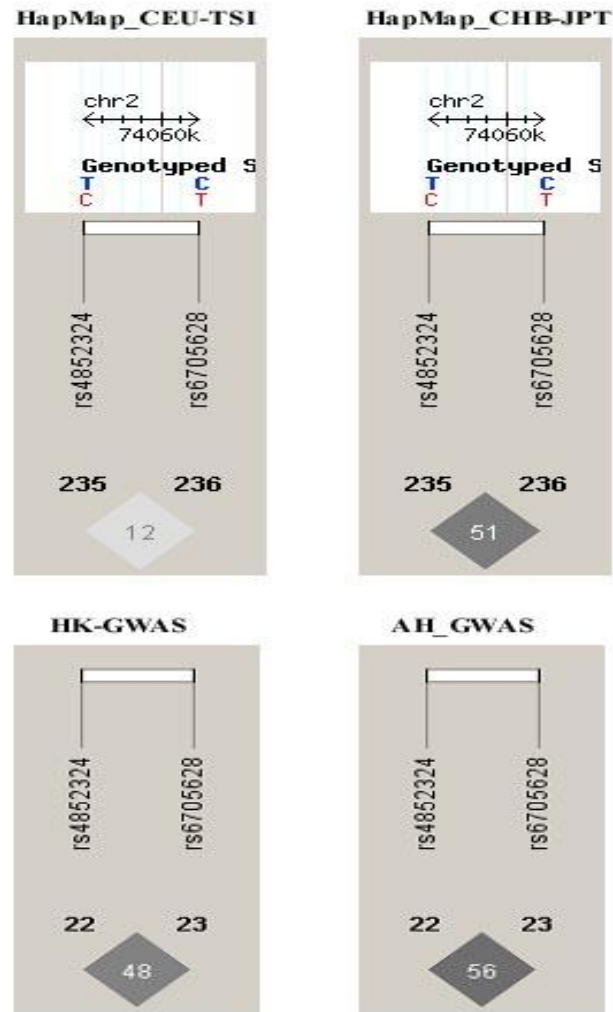 HapMap_CEU-TSI
chr2
74060k
Genotyped S
T C
C T
rs4852324
rs6705628
235 236
12
HapMap_CHB-JPT
chr2
74060k
Genotyped S
T C
C T
rs4852324
rs6705628
235 236
51
HK-GWAS
rs4852324
rs6705628
22 23
48
AH_GWAS
rs4852324
rs6705628
22 23
56